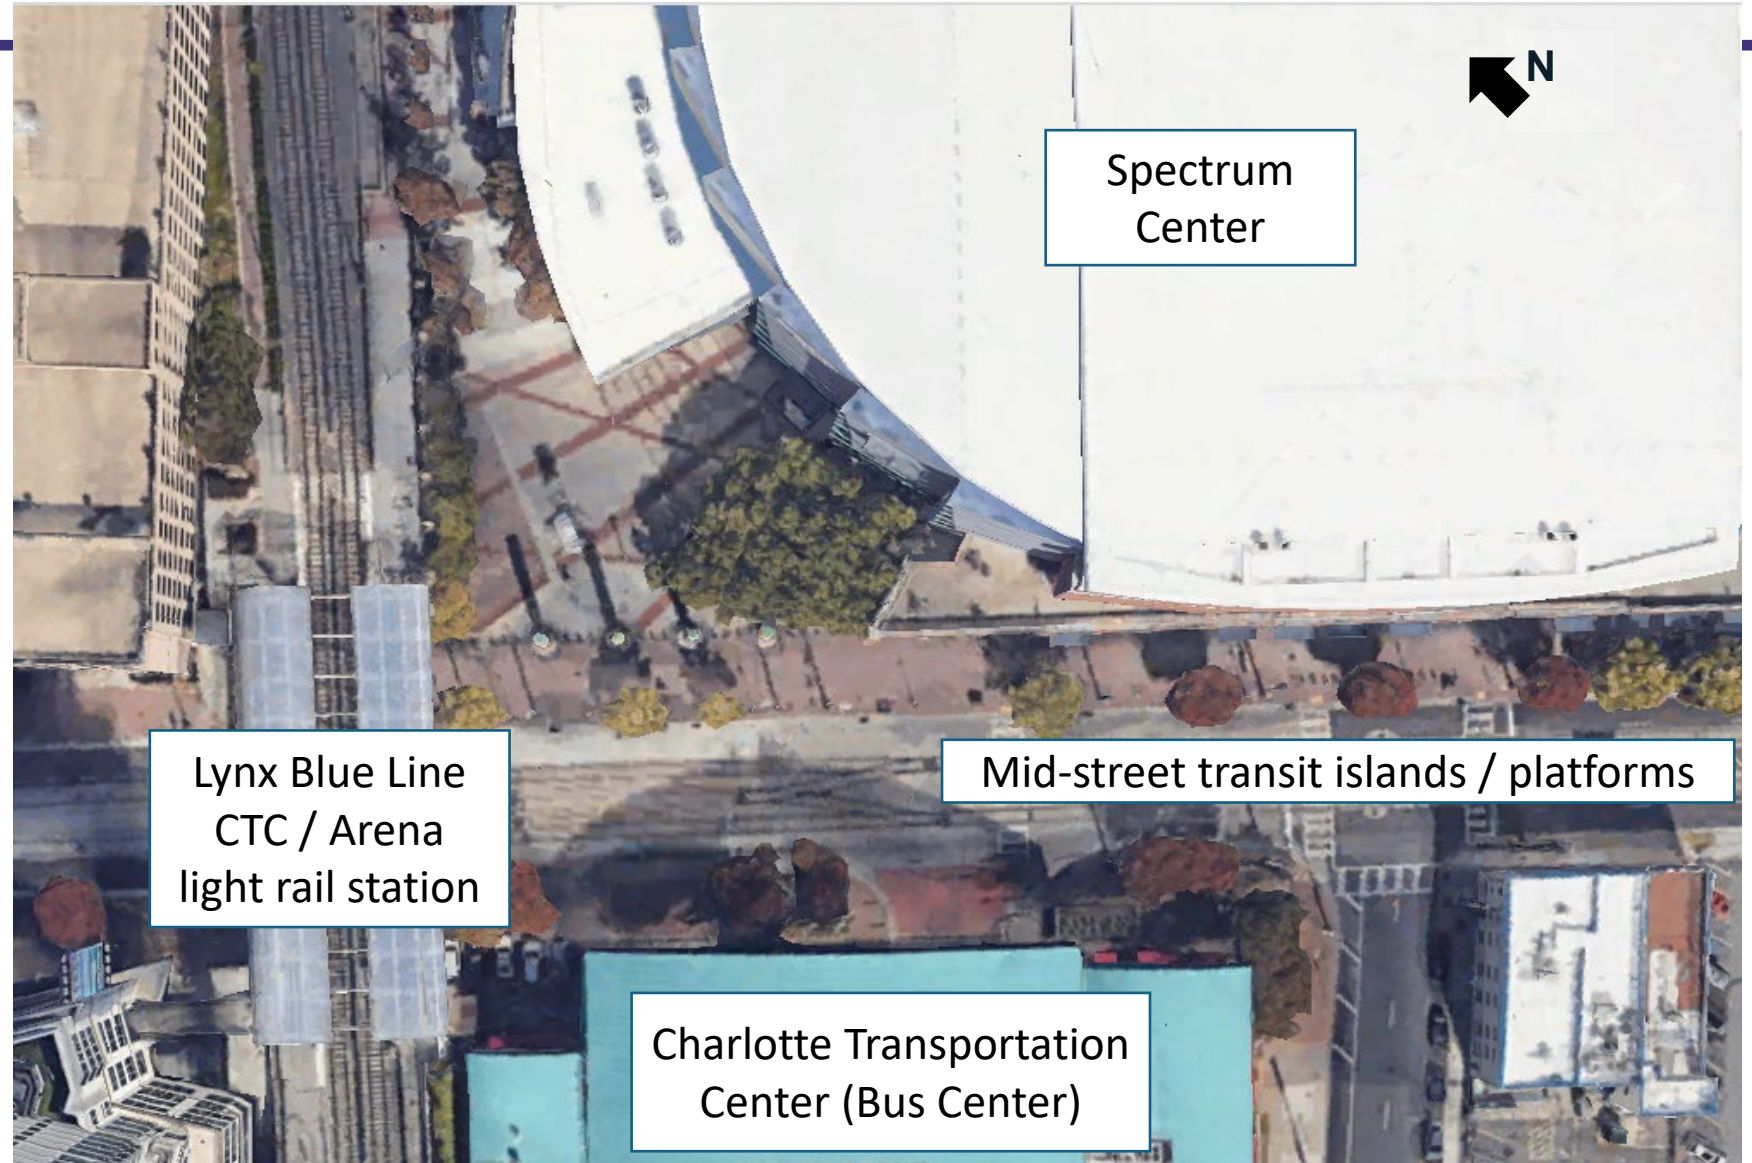 N
Spectrum
Center
Mid-street transit islands / platforms
Lynx Blue Line
CTC / Arena
light rail station
Charlotte Transportation
Center (Bus Center)